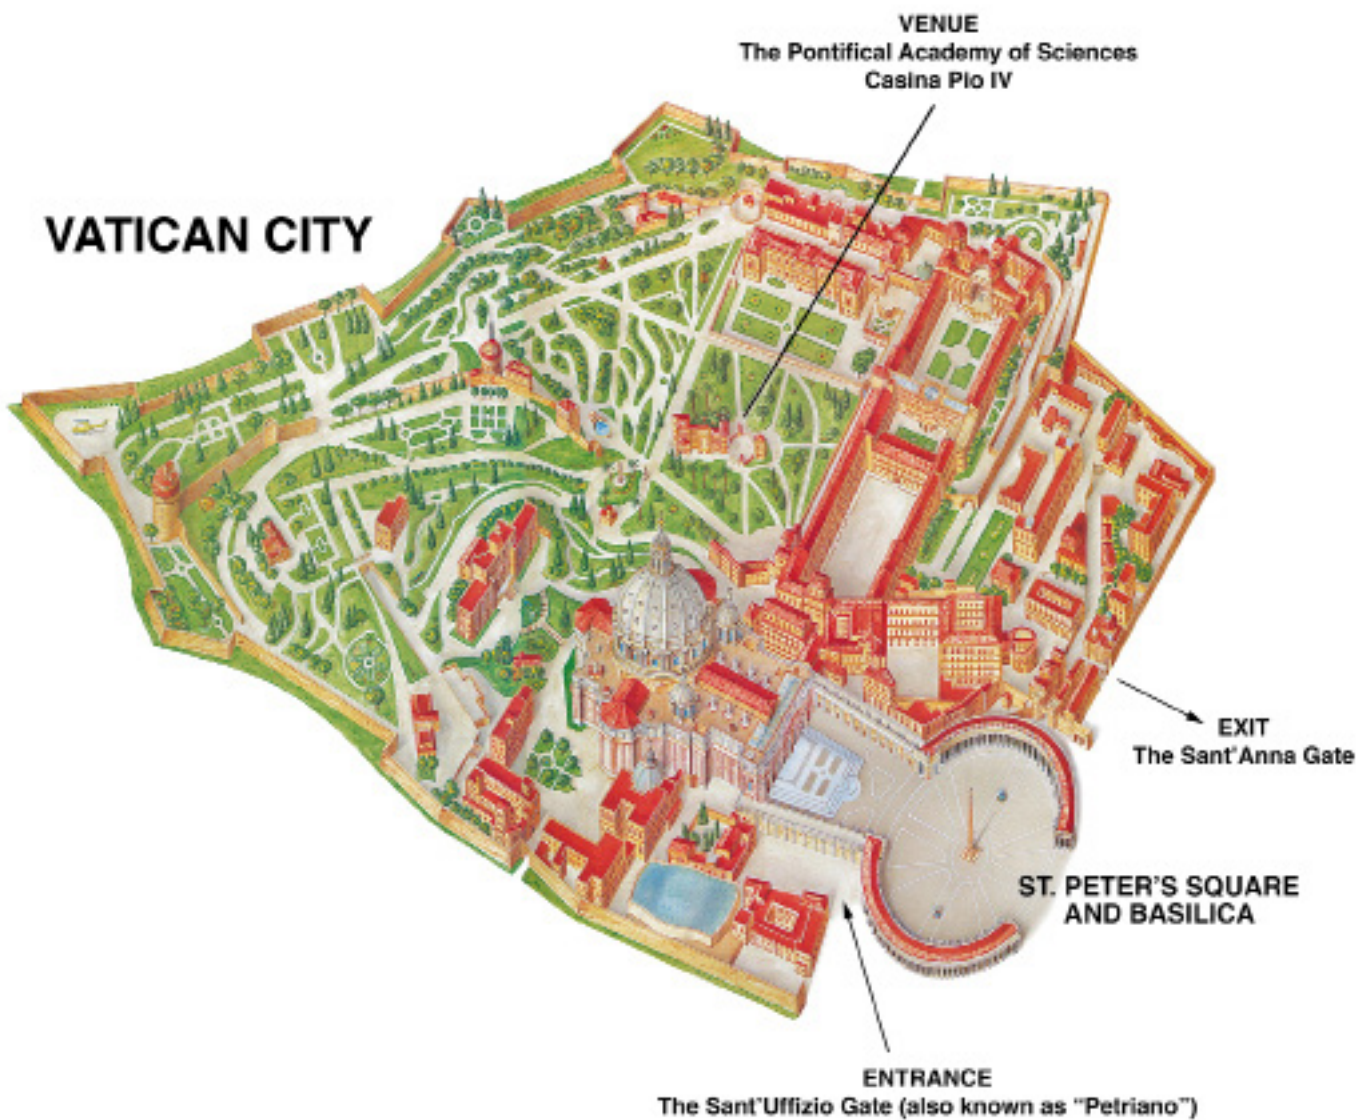 VENUE
The Pontifical Academy of Sciences
Casina Pio IV
VATICAN CITY
EXIT
The Sant'Anna Gate
ST. PETER'S SQUARE
AND BASILICA
ENTRANCE
The Sant'Uffizio Gate (also known as "Petriano")